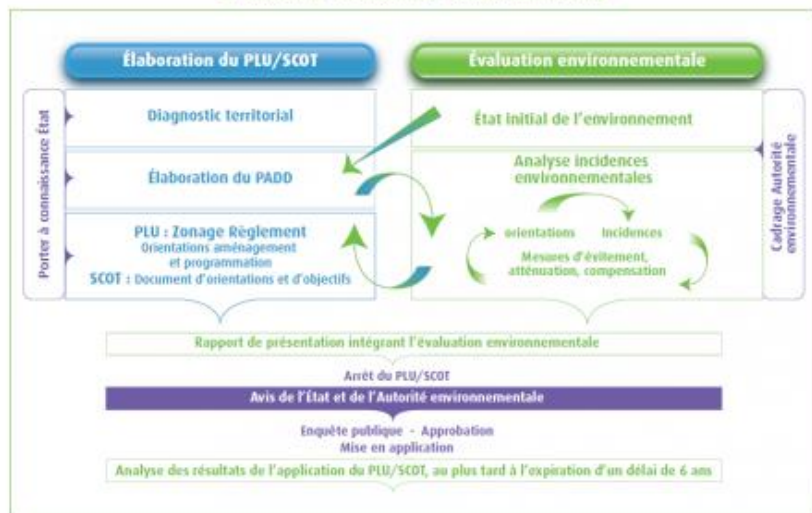 Élaboration du PLU/SCOT
Évaluation environnementale
Porter à connaissance État
Diagnostic territorial
Élaboration du PADD
PLU : Zonage Règlement
Orientations aménagement
et programmation
SCOT : Document d'orientations et d'objectifs
État initial de l'environnement
Analyse incidences
environnementales
orientations
Incidences
Mesures d'évitement,
atténuation, compensation
Cadrage Autorité
environnementale
Rapport de présentation intégrant l'évaluation environnementale
Arrêt du PLU/SCOT
Avis de l'État et de l'Autorité environnementale
Enquête publique - Approbation
Mise en application
Analyse des résultats de l'application du PLU/SCOT, au plus tard à l'expiration d'un délai de 6 ans